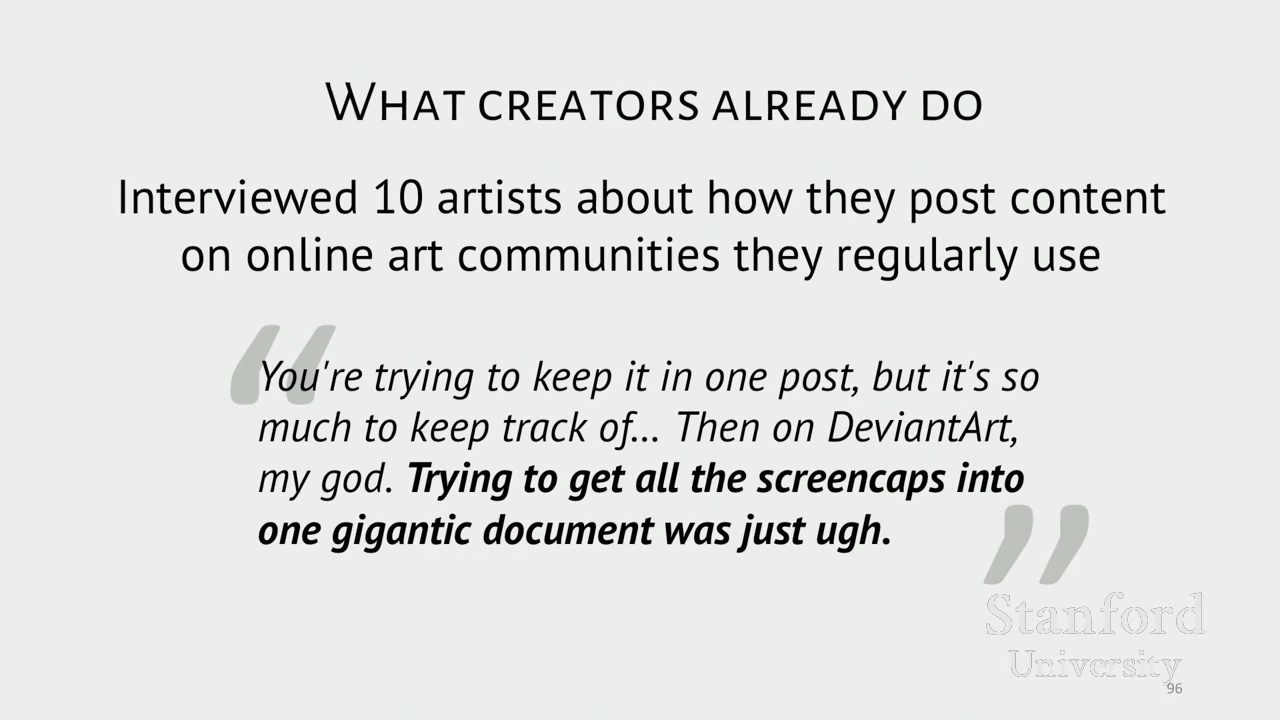 What creators already do
Interviewed 10 artists about how they post content
on online art communities they regularly use
“
You're trying to keep it in one post, but it's so
much to keep track of... Then on DeviantArt,
my god. Trying to get all the screencaps into
one gigantic document was just ugh.
”
Stanford
University
96